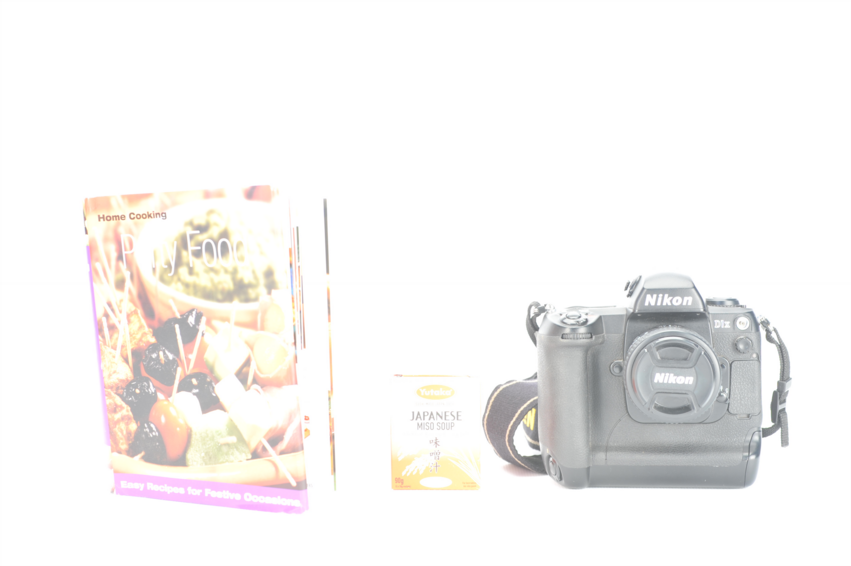 Home Cooking
Party Food
Easy Recipes for Festive Occasions.
JAPANESE
MISO SOUP
味
噌
汁
Nikon
D1X
Nikon